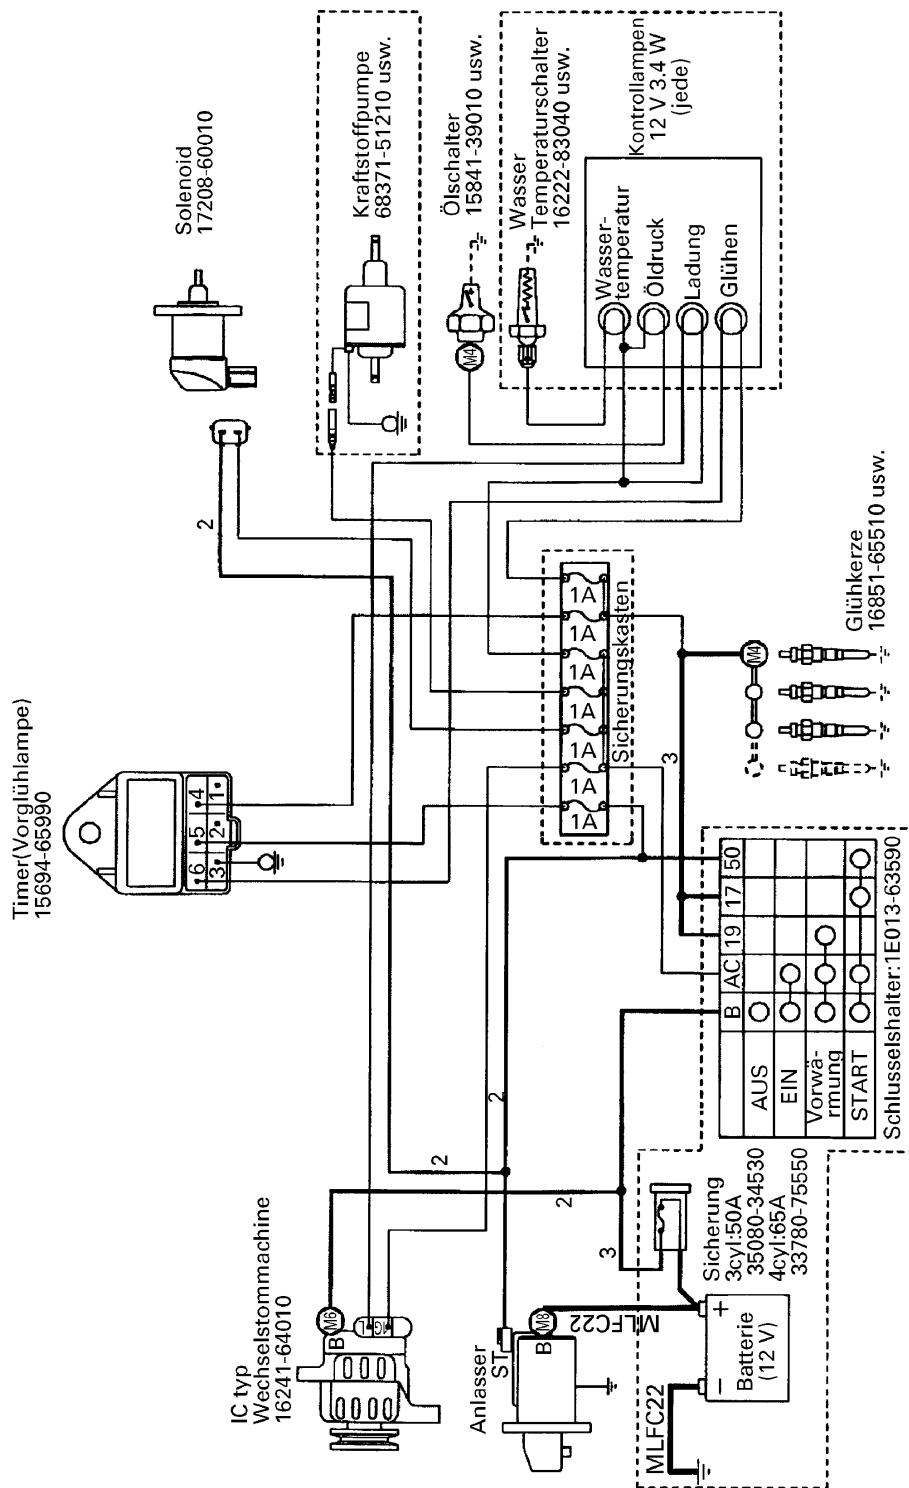 Timer(Vorglühlampe)
15694-65990
6 5 4
3 2 1
Solenoid
17208-60010
2
Kraftstoffpumpe
68371-51210 usw.
Ölschalter
15841-39010 usw.
M4
Wasser
Temperaturschalter
16222-83040 usw.
Kontrollampen
12 V 3.4 W
(jede)
Wasser-
temperatur
Öldruck
Ladung
Glühen
1A 1A 1A 1A 1A 1A 1A
Sicherungskasten
Glühkerze
16851-65510 usw.
M4
3
IC typ
Wechselstommachine
16241-64010
M6
B
IG L
2
2
2
3
Anlasser
ST
M8
B
MLFC22
MLFC22
Batterie
(12 V)
− +
Sicherung
3cyl:50A
35080-34530
4cyl:65A
33780-75550
B AC 19 17 50
AUS
EIN
Vorwä-
rmung
START
Schlusselshalter:1E013-63590